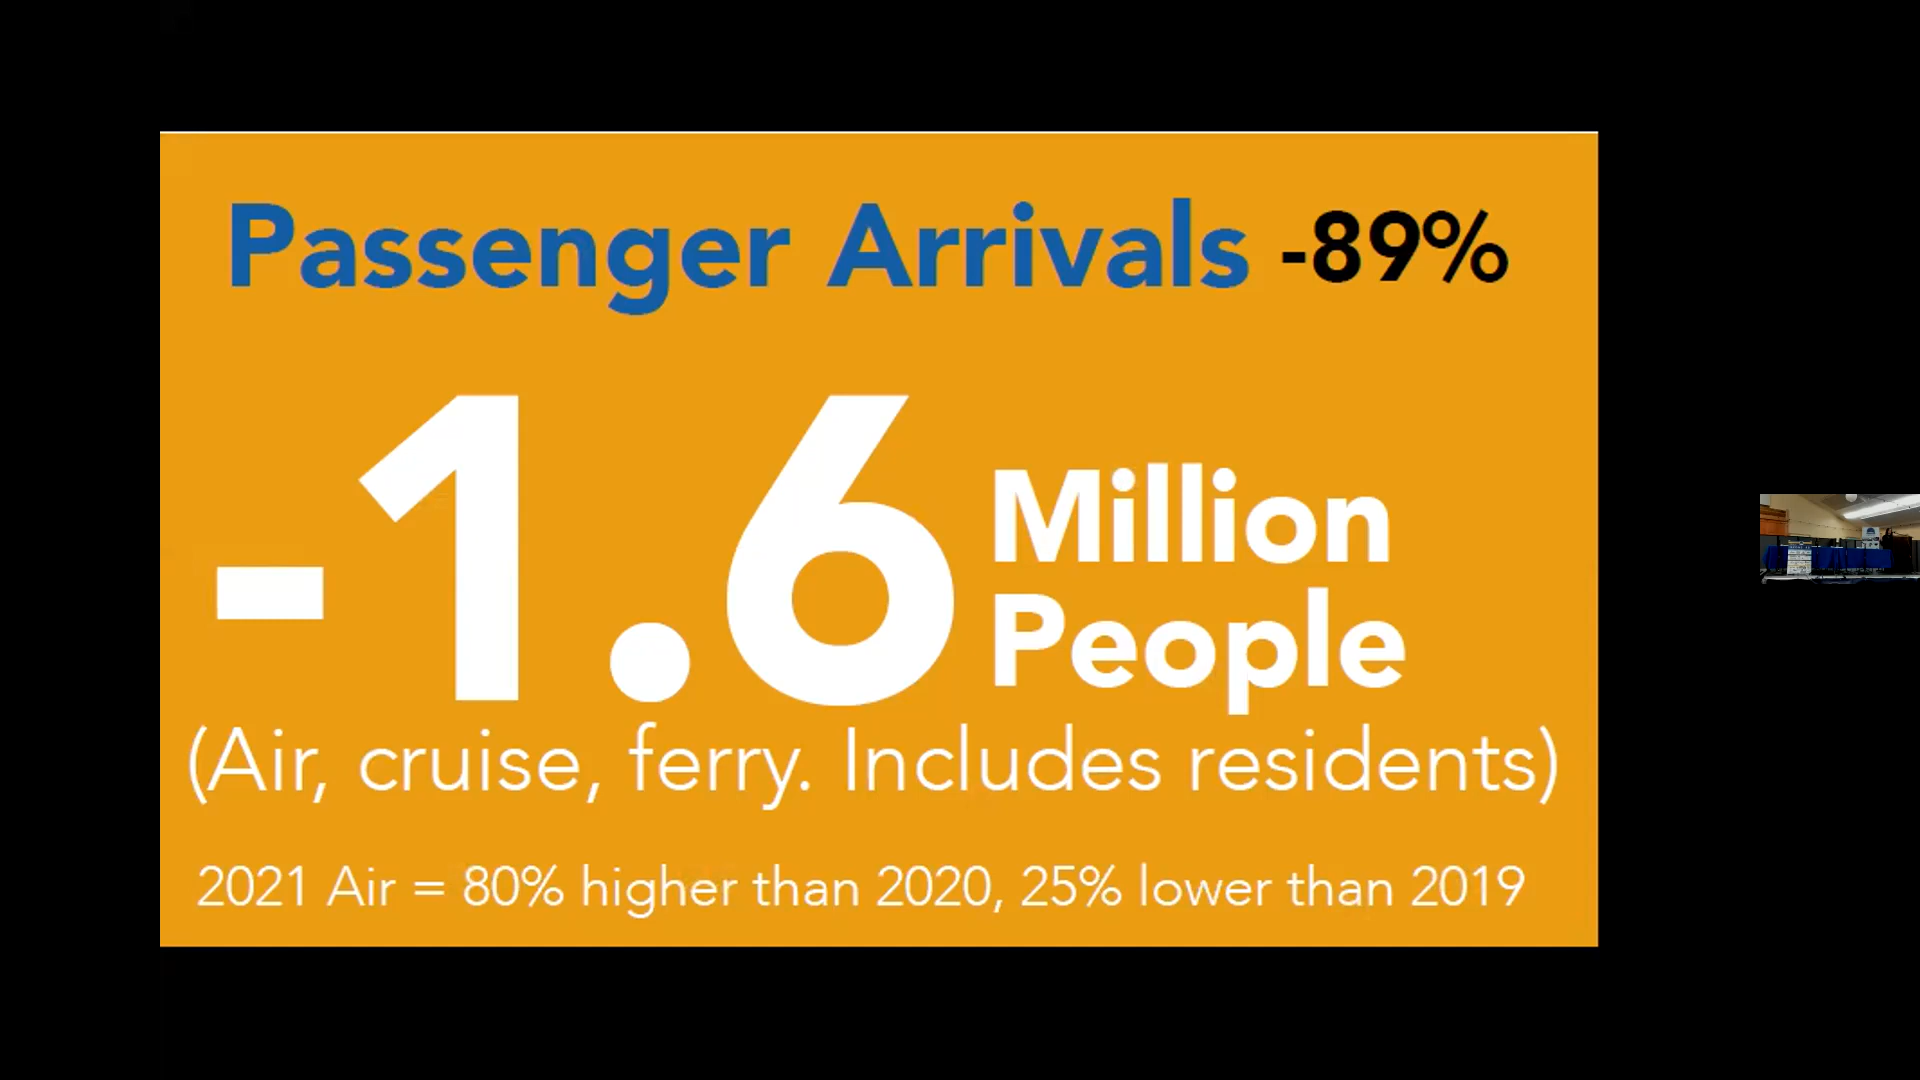 Passenger Arrivals -89%
-1.6 Million People
(Air, cruise, ferry. Includes residents)
2021 Air = 80% higher than 2020, 25% lower than 2019